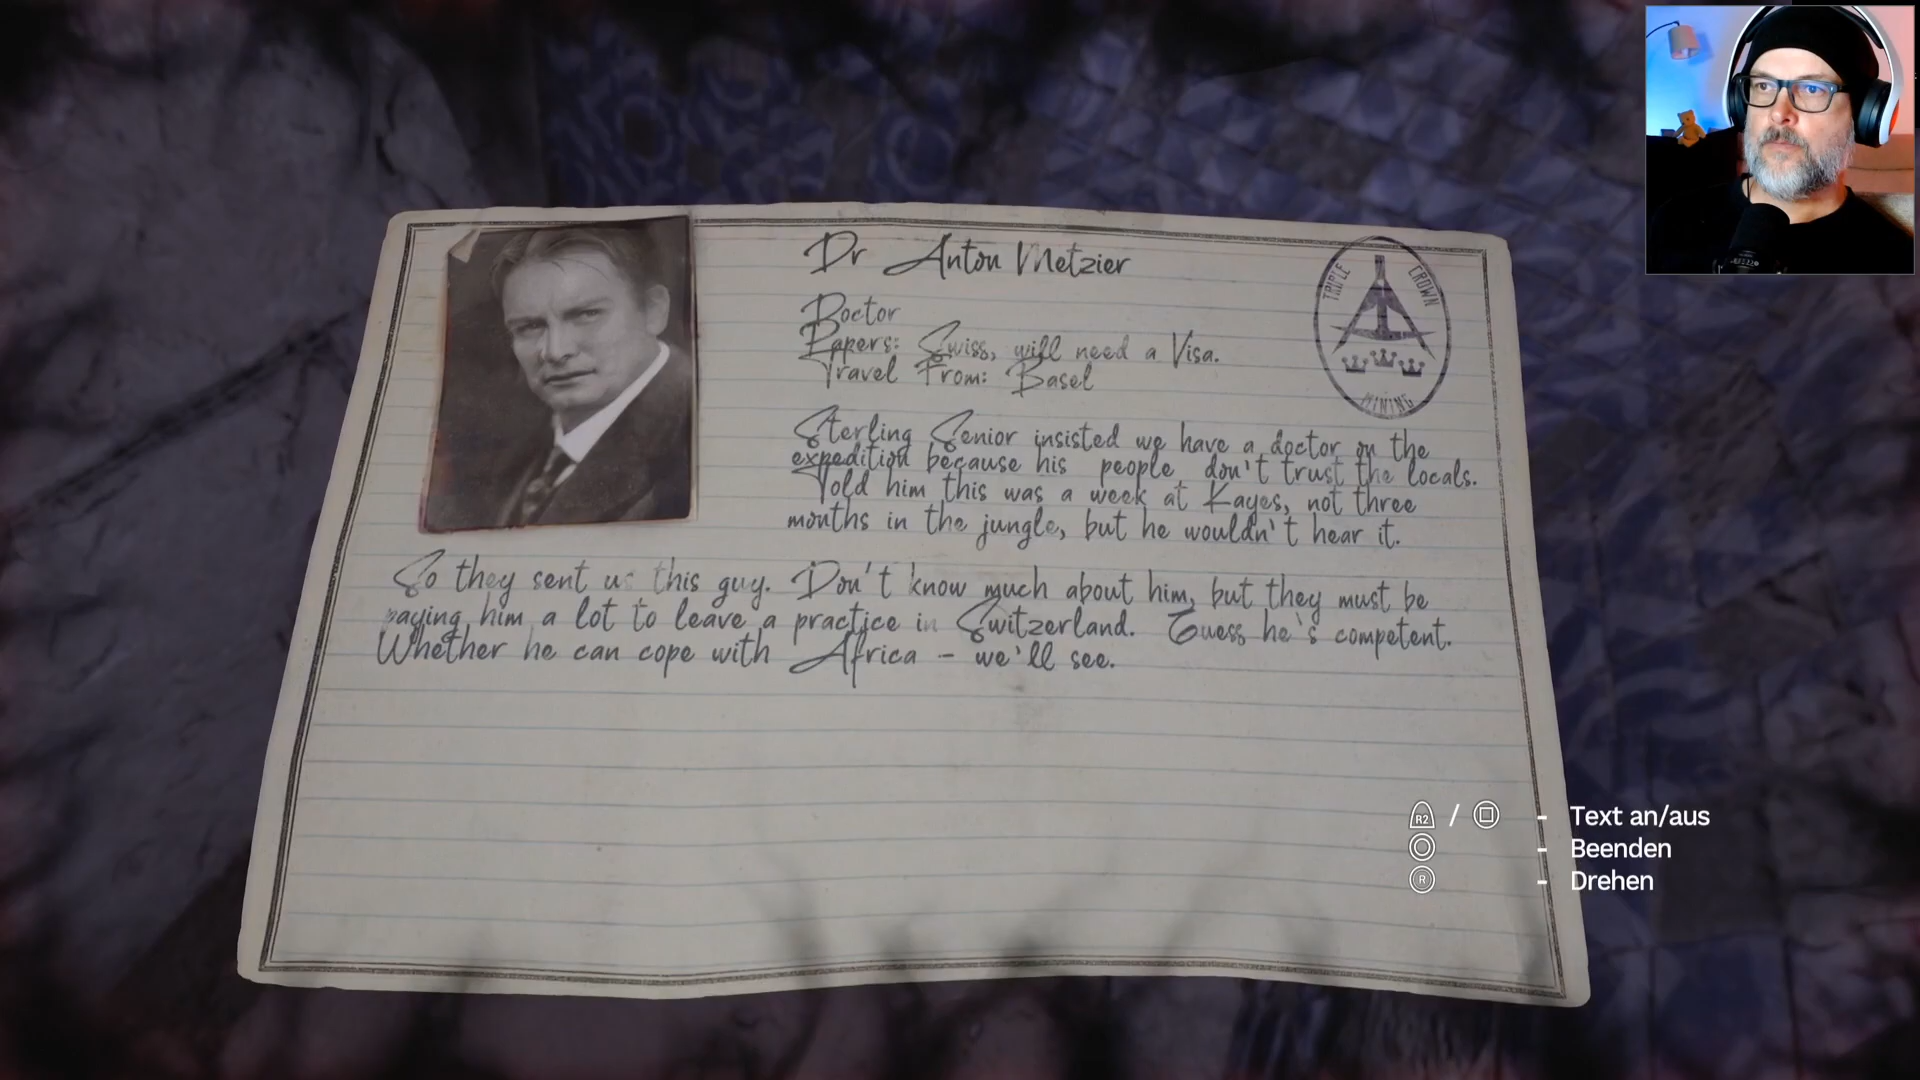 Dr Anton Metzier
Doctor
Papers: Swiss, will need a Visa.
Travel From: Basel
TRIPLE CROWN
MINING
Sterling Senior insisted we have a doctor on the
expedition because his people don't trust the locals.
Told him this was a week at Kayes, not three
months in the jungle, but he wouldn't hear it.
So they sent us this guy. Don't know much about him, but they must be
paying him a lot to leave a practice in Switzerland. Guess he's competent.
Whether he can cope with Africa - we'll see.
R2 / - Text an/aus
- Beenden
R - Drehen